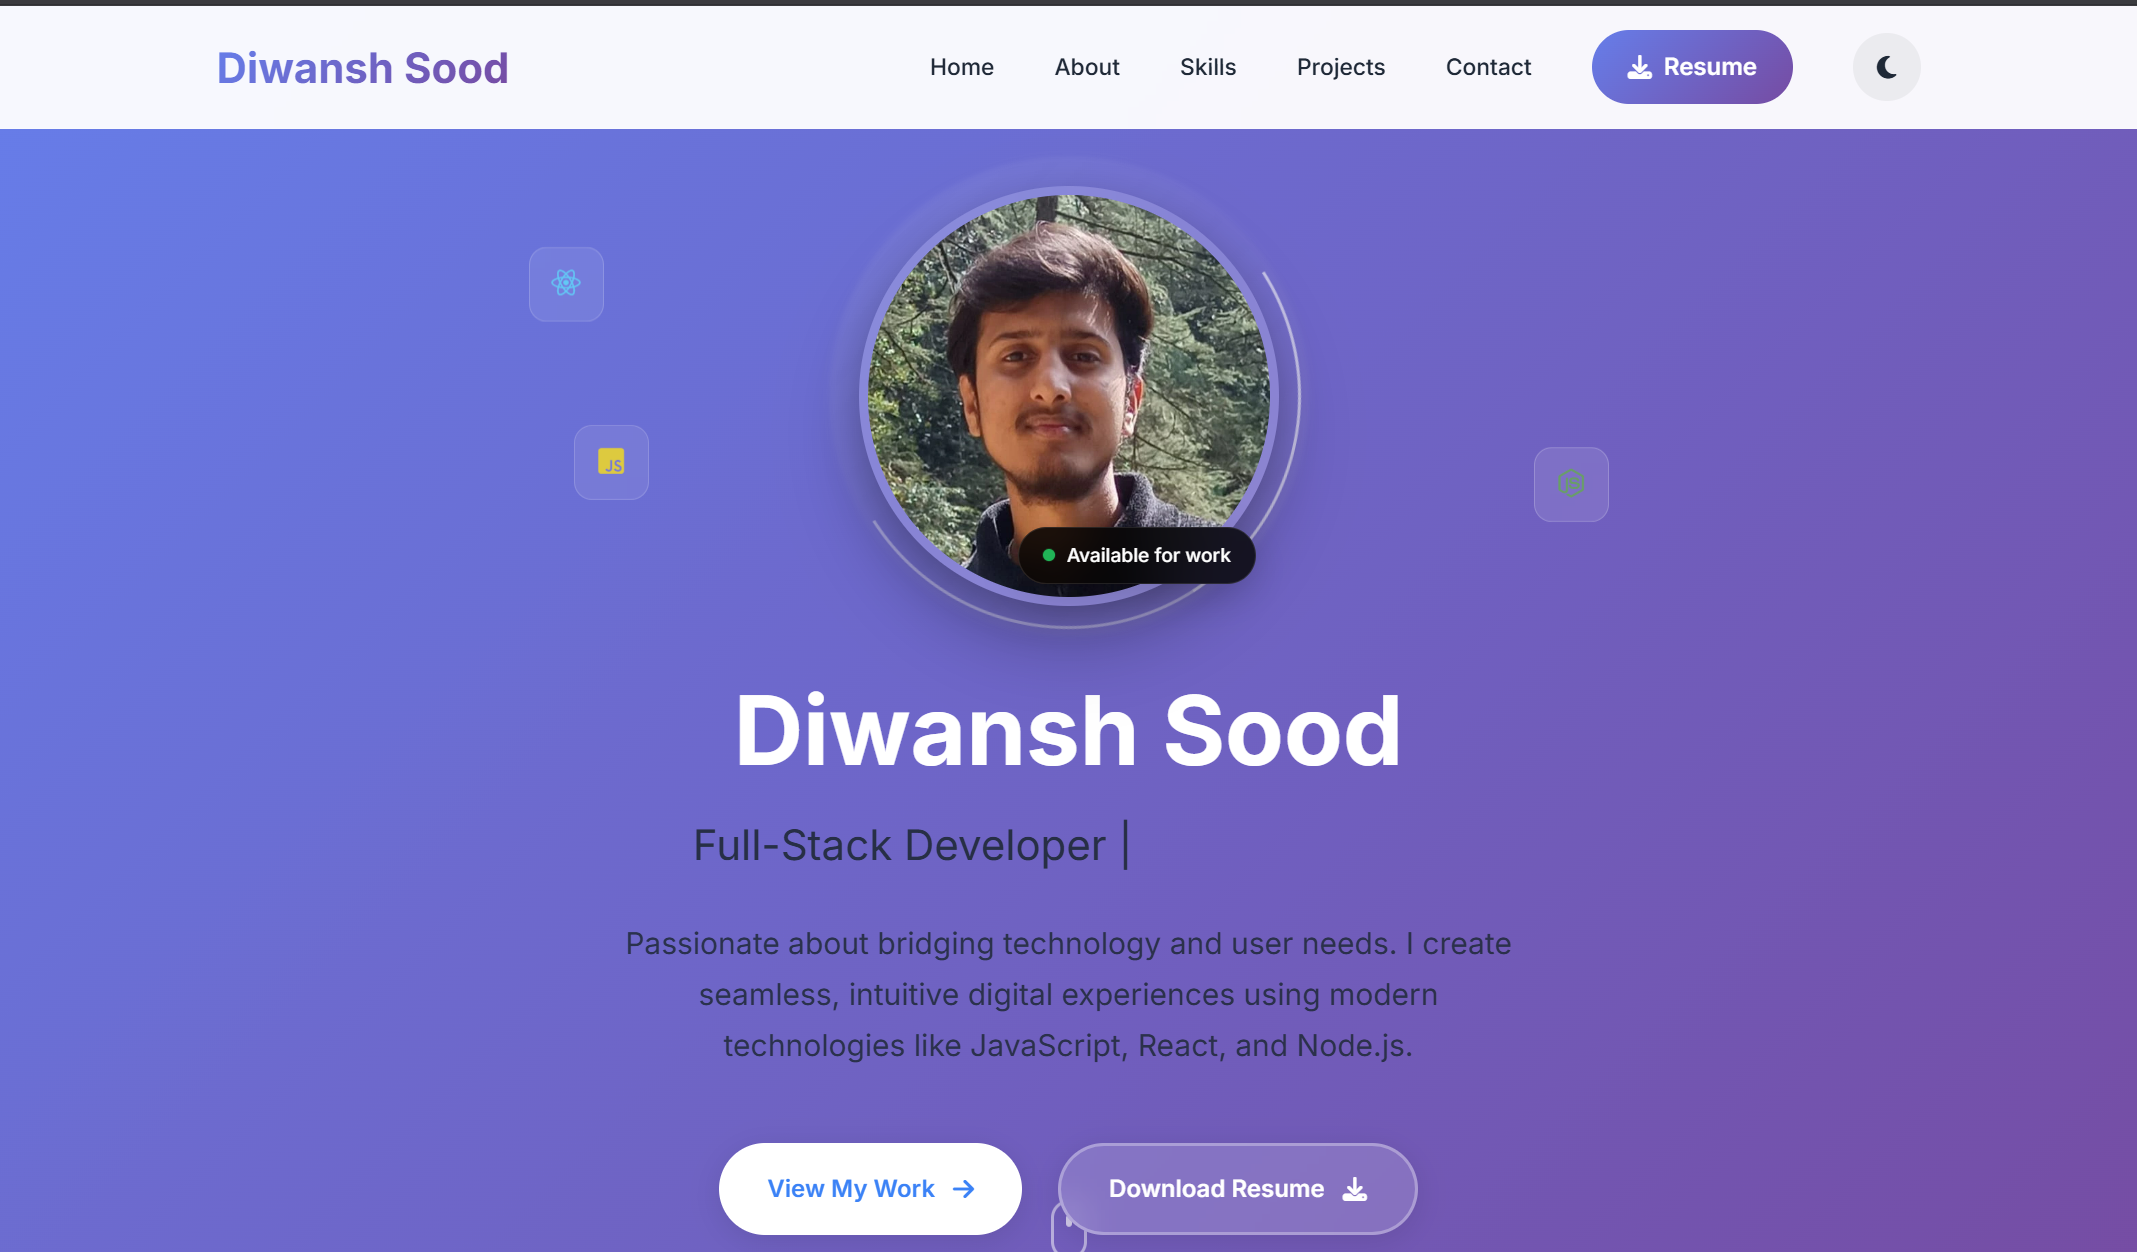 Diwansh Sood
Home About Skills Projects Contact Resume
JS
JS
Available for work
Diwansh Sood
Full-Stack Developer |
Passionate about bridging technology and user needs. I create
seamless, intuitive digital experiences using modern
technologies like JavaScript, React, and Node.js.
View My Work Download Resume